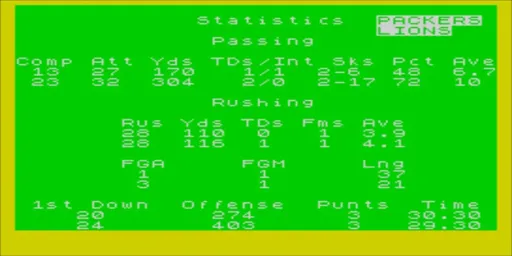 Statistics PACKERS
LIONS
Passing
Comp Att Yds TDs/Int Sks Pct Ave
13 27 170 1/1 2-6 48 6.7
23 32 304 2/0 2-17 72 10
Rushing
Rus Yds TDs Fms Ave
28 110 0 1 3.9
28 116 1 1 4.1
FGA FGM Lng
1 1 37
3 1 21
1st Down Offense Punts Time
20 274 3 30.30
24 403 3 29.30